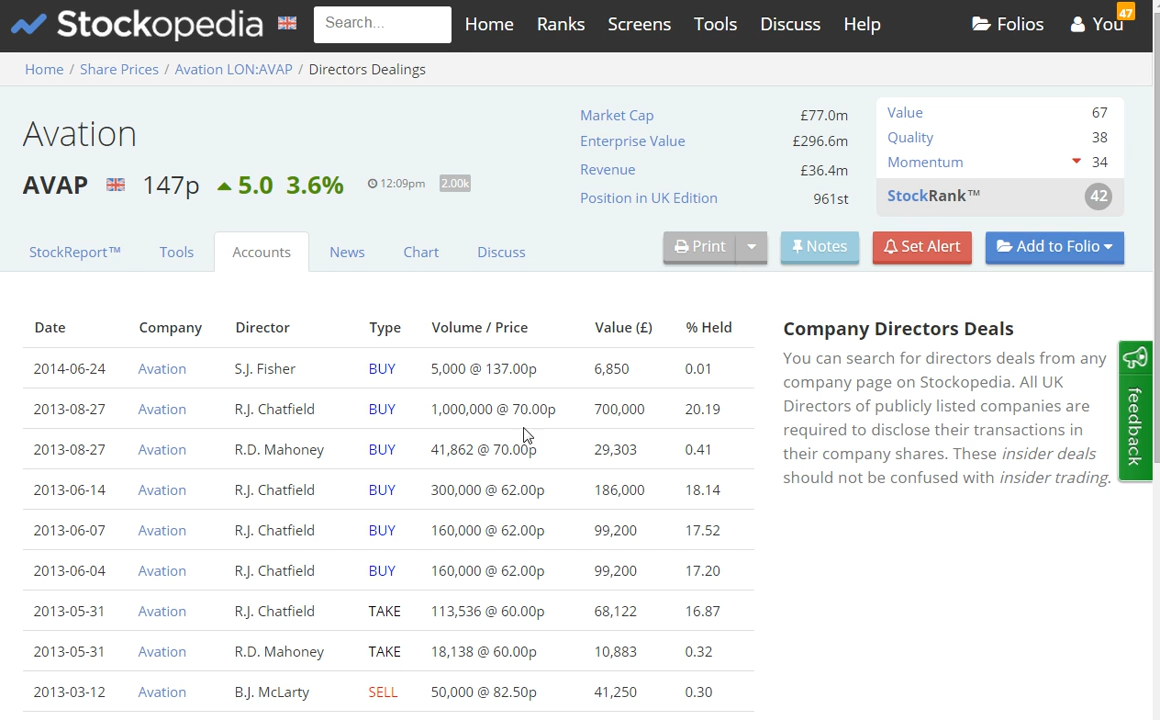 Stockopedia Search... Home Ranks Screens Tools Discuss Help Folios You 47
Home / Share Prices / Avation LON:AVAP / Directors Dealings
Avation
AVAP 147p 5.0 3.6% 12:09pm 2.00k
Market Cap £77.0m
Enterprise Value £296.6m
Revenue £36.4m
Position in UK Edition 961st
Value 67
Quality 38
Momentum 34
StockRank™ 42
StockReport™ Tools Accounts News Chart Discuss
Print Notes Set Alert Add to Folio
Date Company Director Type Volume / Price Value (£) % Held
2014-06-24 Avation S.J. Fisher BUY 5,000 @ 137.00p 6,850 0.01
2013-08-27 Avation R.J. Chatfield BUY 1,000,000 @ 70.00p 700,000 20.19
2013-08-27 Avation R.D. Mahoney BUY 41,862 @ 70.00p 29,303 0.41
2013-06-14 Avation R.J. Chatfield BUY 300,000 @ 62.00p 186,000 18.14
2013-06-07 Avation R.J. Chatfield BUY 160,000 @ 62.00p 99,200 17.52
2013-06-04 Avation R.J. Chatfield BUY 160,000 @ 62.00p 99,200 17.20
2013-05-31 Avation R.J. Chatfield TAKE 113,536 @ 60.00p 68,122 16.87
2013-05-31 Avation R.D. Mahoney TAKE 18,138 @ 60.00p 10,883 0.32
2013-03-12 Avation B.J. McLarty SELL 50,000 @ 82.50p 41,250 0.30
Company Directors Deals
You can search for directors deals from any
company page on Stockopedia. All UK
Directors of publicly listed companies are
required to disclose their transactions in
their company shares. These insider deals
should not be confused with insider trading.
feedback